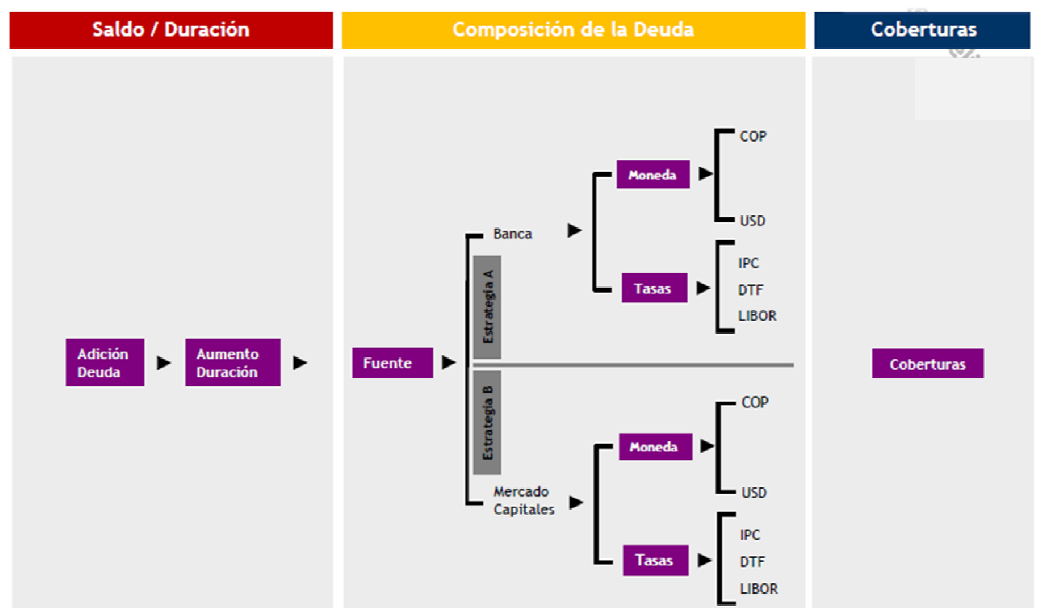 Saldo / Duración
Composición de la Deuda
Coberturas
Adición
Deuda
Aumento
Duración
Fuente
Estrategia A
Banca
Moneda
COP
USD
Tasas
IPC
DTF
LIBOR
Estrategia B
Mercado
Capitales
Moneda
COP
USD
Tasas
IPC
DTF
LIBOR
Coberturas